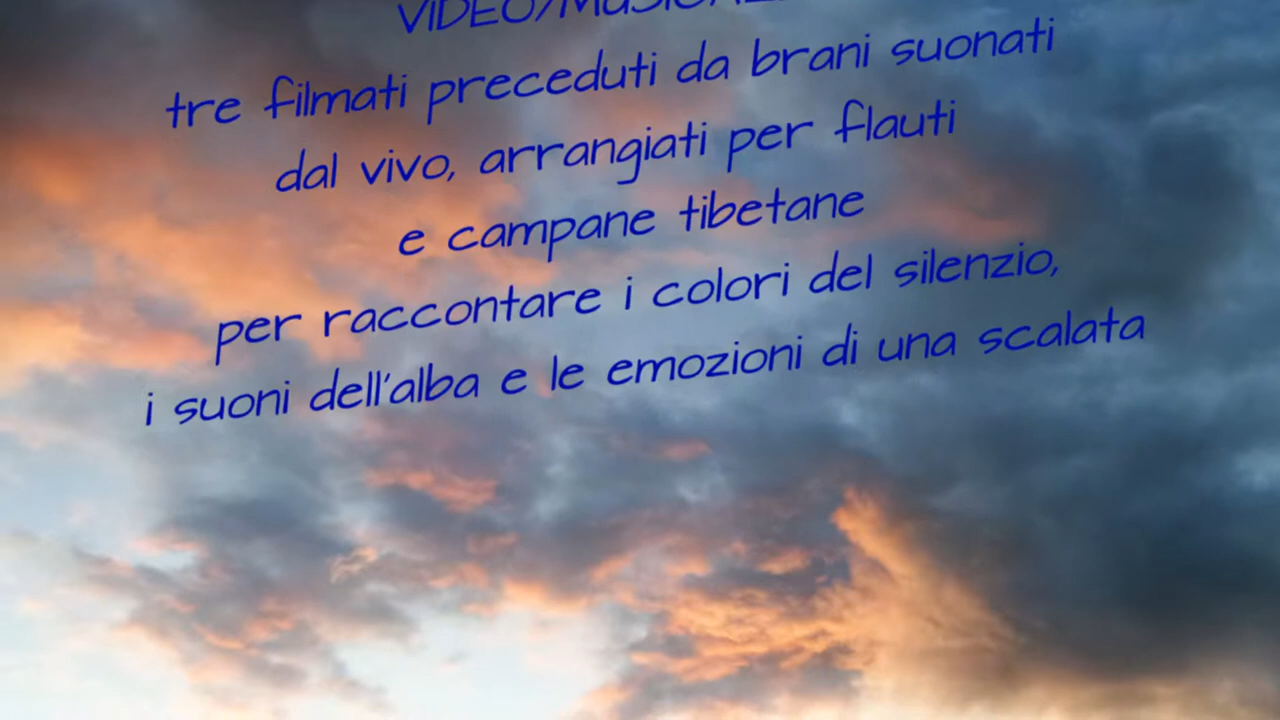 tre filmati preceduti da brani suonati
dal vivo, arrangiati per flauti
e campane tibetane
per raccontare i colori del silenzio,
i suoni dell'alba e le emozioni di una scalata